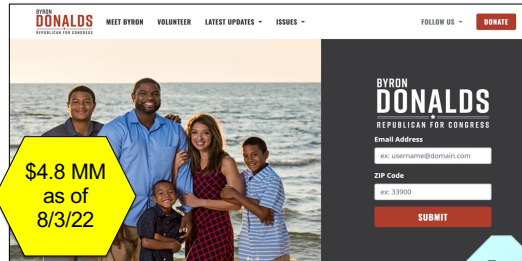 BYRON
DONALDS
REPUBLICAN FOR CONGRESS
MEET BYRON VOLUNTEER LATEST UPDATES ISSUES FOLLOW US DONATE
BYRON
DONALDS
REPUBLICAN FOR CONGRESS
Email Address
ex: username@domain.com
ZIP Code
ex: 33900
SUBMIT
$4.8 MM
as of
8/3/22